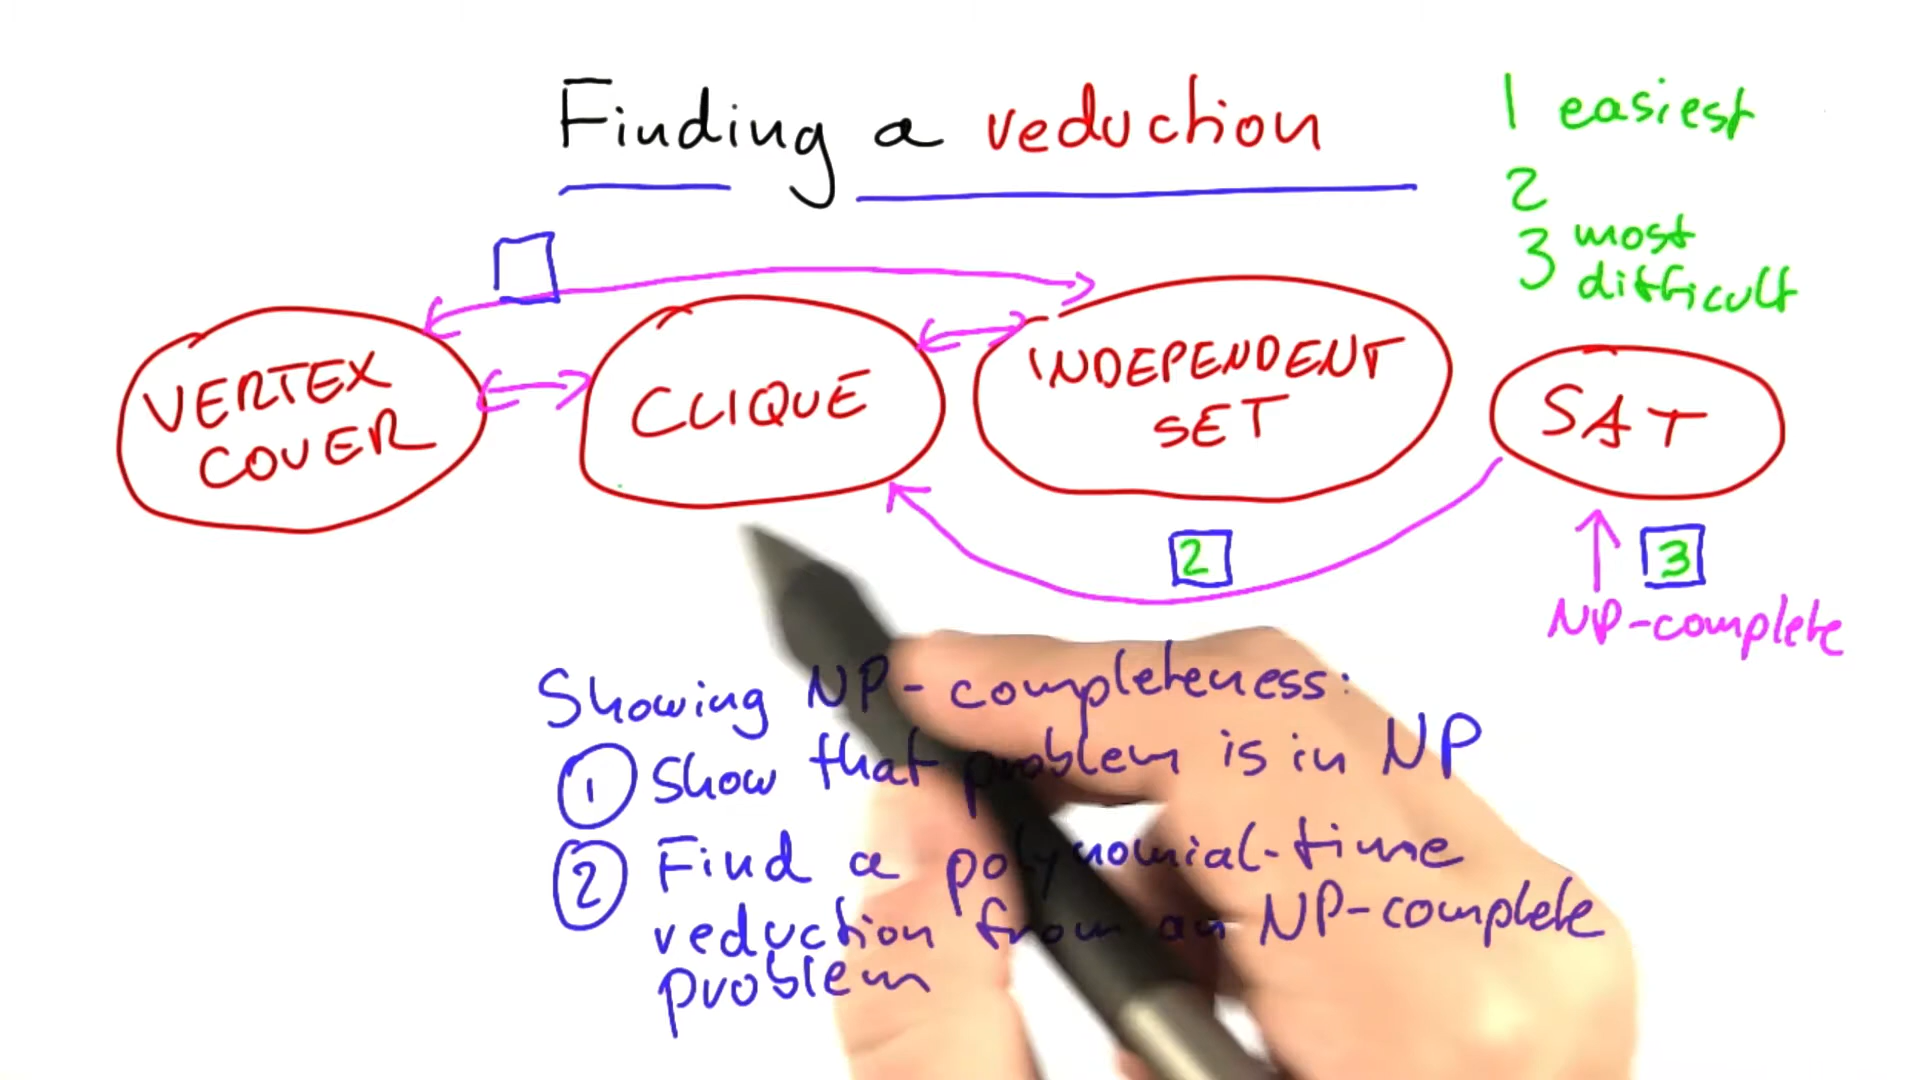 Finding a reduction
1 easiest
2
3 most
difficult
VERTEX
COVER
CLIQUE
INDEPENDENT
SET
SAT
2
3
NP-complete
Showing NP-completeness:
1 Show that problem is in NP
2 Find a polynomial-time
reduction from an NP-complete
problem